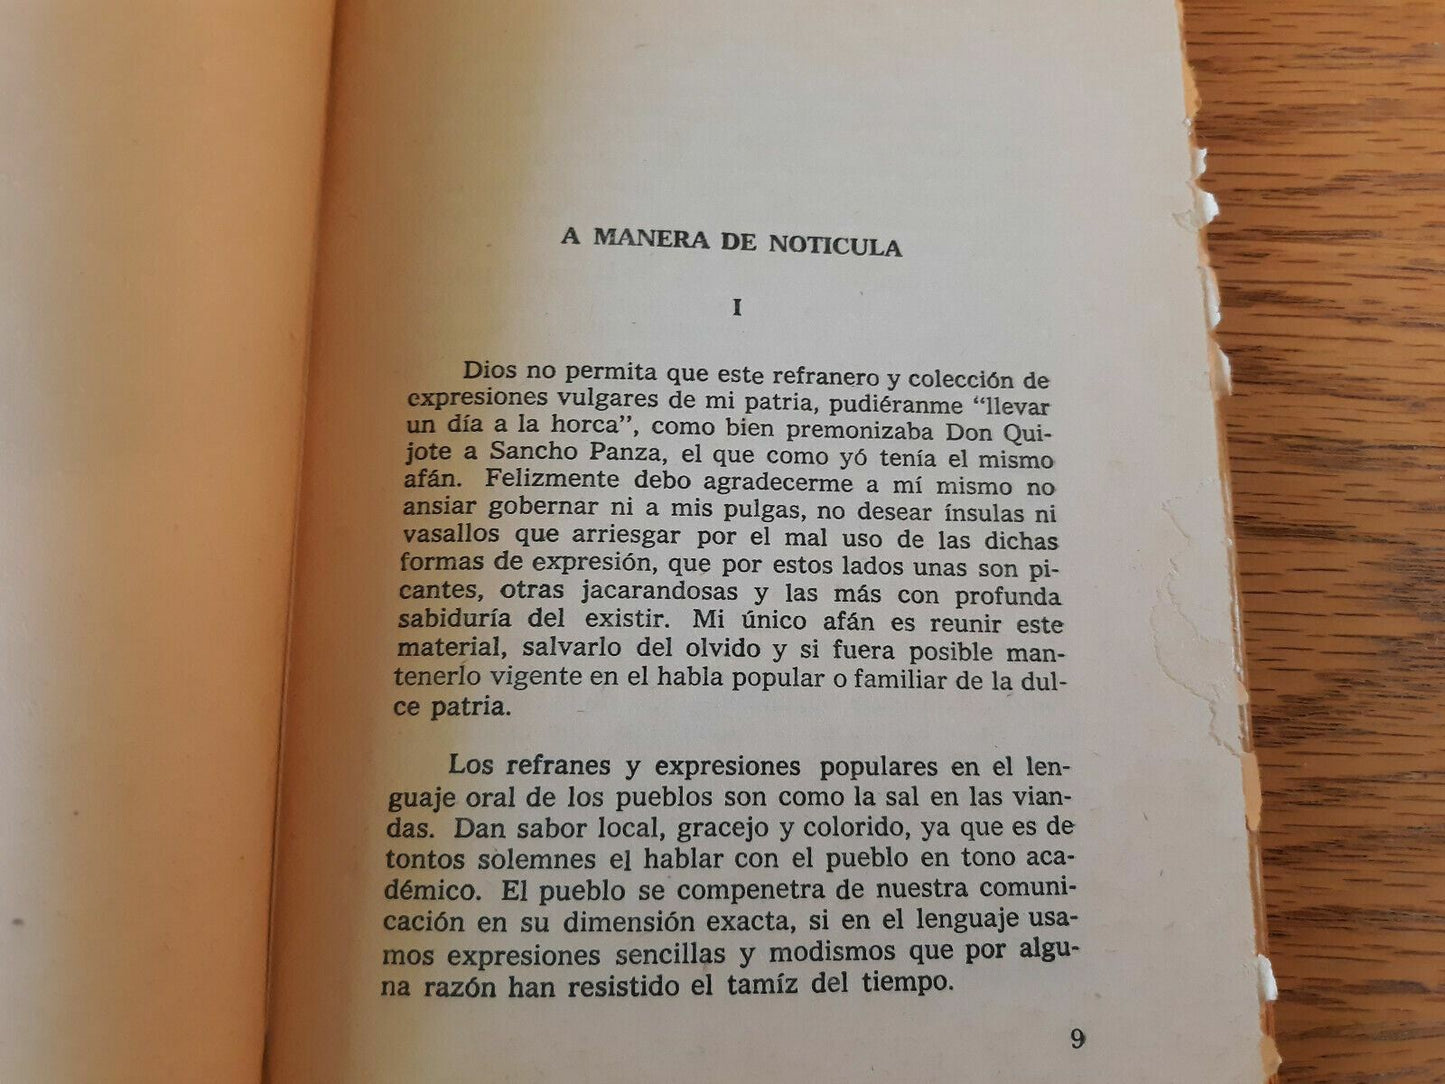 A MANERA DE NOTICULA
I
Dios no permita que este refranero y colección de
expresiones vulgares de mi patria, pudiéranme “llevar
un día a la horca”, como bien premonizaba Don Qui-
jote a Sancho Panza, el que como yó tenía el mismo
afán. Felizmente debo agradecerme a mí mismo no
ansiar gobernar ni a mis pulgas, no desear ínsulas ni
vasallos que arriesgar por el mal uso de las dichas
formas de expresión, que por estos lados unas son pi-
cantes, otras jacarandosas y las más con profunda
sabiduría del existir. Mi único afán es reunir este
material, salvarlo del olvido y si fuera posible man-
tenerlo vigente en el habla popular o familiar de la dul-
ce patria.
Los refranes y expresiones populares en el len-
guaje oral de los pueblos son como la sal en las vian-
das. Dan sabor local, gracejo y colorido, ya que es de
tontos solemnes el hablar con el pueblo en tono aca-
démico. El pueblo se compenetra de nuestra comuni-
cación en su dimensión exacta, si en el lenguaje usa-
mos expresiones sencillas y modismos que por algu-
na razón han resistido el tamíz del tiempo.
9